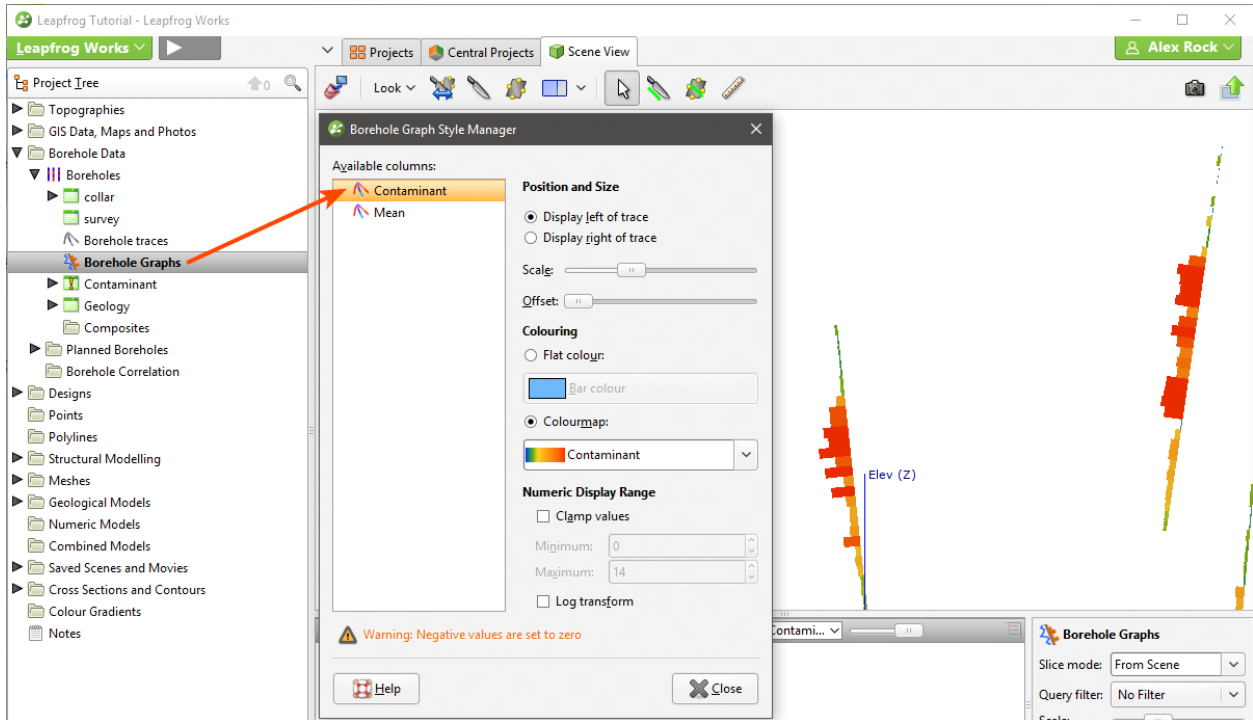 Leapfrog Tutorial - Leapfrog Works
Leapfrog Works
Projects
Central Projects
Scene View
Alex Rock
Project Tree
0
Look
Topographies
GIS Data, Maps and Photos
Borehole Data
Boreholes
collar
survey
Borehole traces
Borehole Graphs
Contaminant
Geology
Composites
Planned Boreholes
Borehole Correlation
Designs
Points
Polylines
Structural Modelling
Meshes
Geological Models
Numeric Models
Combined Models
Saved Scenes and Movies
Cross Sections and Contours
Colour Gradients
Notes
Borehole Graph Style Manager
Available columns:
Contaminant
Mean
Position and Size
Display left of trace
Display right of trace
Scale:
Offset:
Colouring
Flat colour:
Bar colour
Colourmap:
Contaminant
Numeric Display Range
Clamp values
Minimum: 0
Maximum: 14
Log transform
Warning: Negative values are set to zero
Help
Close
Elev (Z)
Contami...
Borehole Graphs
Slice mode: From Scene
Query filter: No Filter